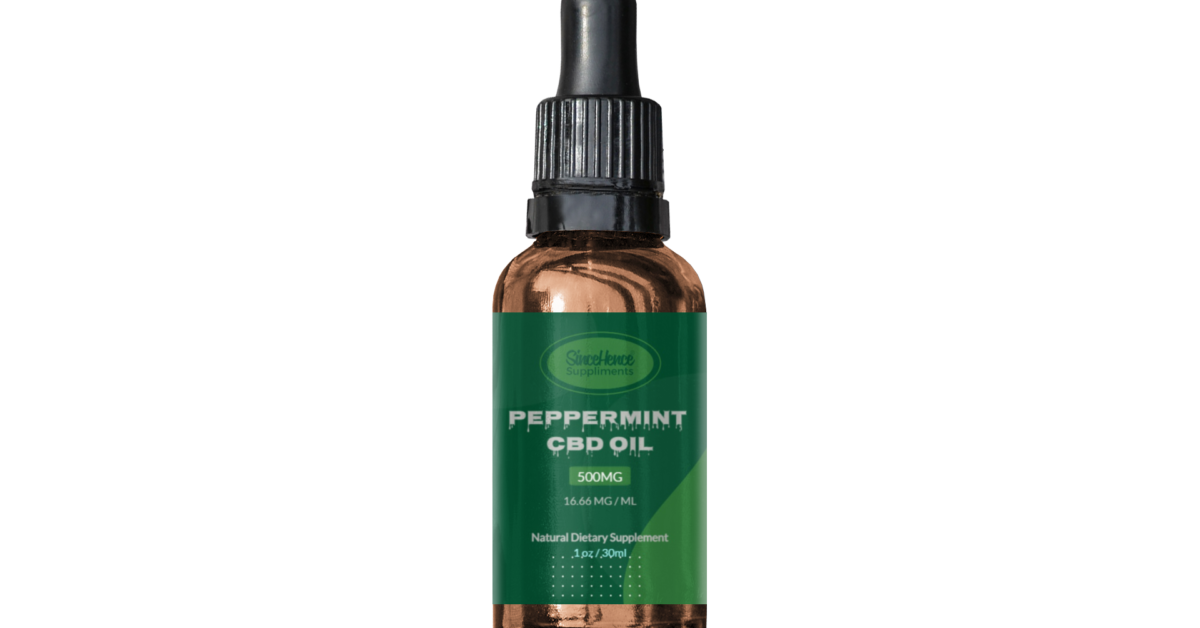 SinceHence
Suppliments
PEPPERMINT
CBD OIL
500MG
16.66 MG / ML
Natural Dietary Supplement
1 oz / 30ml